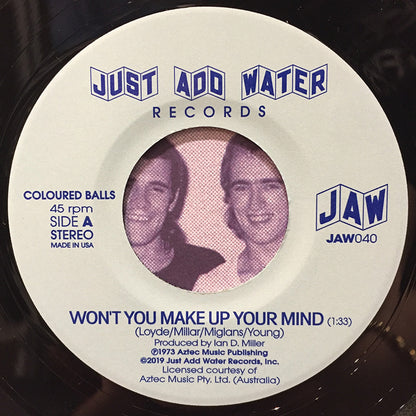 JUST ADD WATER
RECORDS
COLOURED BALLS
45 rpm
SIDE A
STEREO
MADE IN USA
JAW
JAW040
WON'T YOU MAKE UP YOUR MIND (1:33)
(Loyde/Millar/Miglans/Young)
Produced by Ian D. Miller
℗1973 Aztec Music Publishing
©2019 Just Add Water Records, Inc.
Licensed courtesy of
Aztec Music Pty. Ltd. (Australia)